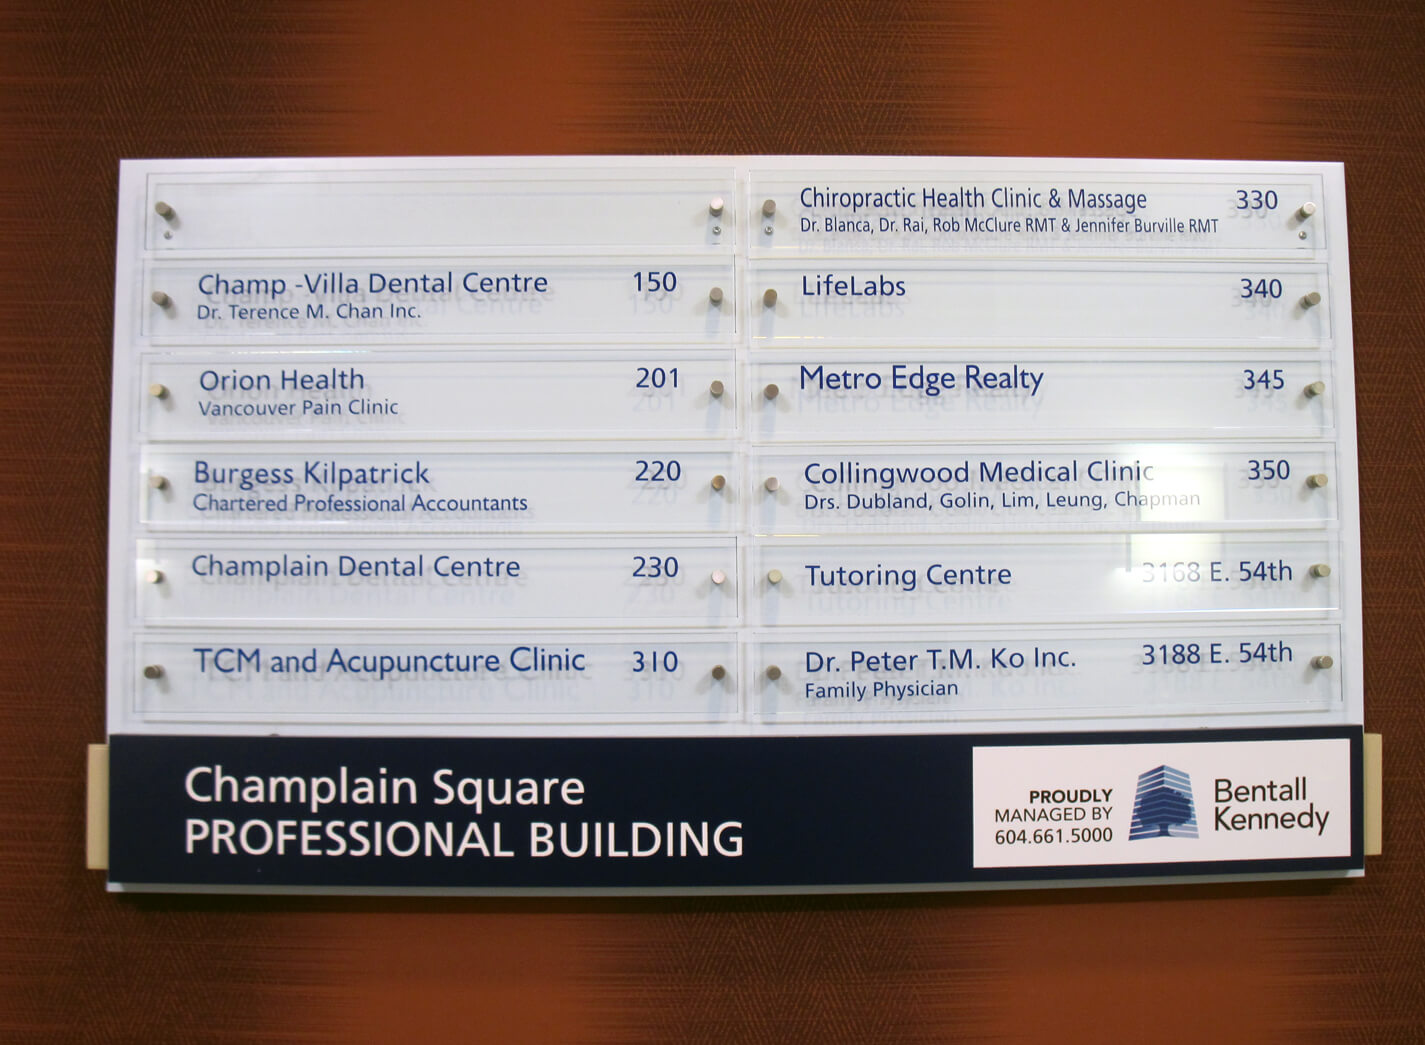 Champ -Villa Dental Centre 150
Dr. Terence M. Chan Inc.
Orion Health 201
Vancouver Pain Clinic
Burgess Kilpatrick 220
Chartered Professional Accountants
Champlain Dental Centre 230
TCM and Acupuncture Clinic 310
Chiropractic Health Clinic & Massage 330
Dr. Blanca, Dr. Rai, Rob McClure RMT & Jennifer Burville RMT
LifeLabs 340
Metro Edge Realty 345
Collingwood Medical Clinic 350
Drs. Dubland, Golin, Lim, Leung, Chapman
Tutoring Centre 3168 E. 54th
Dr. Peter T.M. Ko Inc. 3188 E. 54th
Family Physician
Champlain Square
PROFESSIONAL BUILDING
PROUDLY
MANAGED BY
604.661.5000
Bentall
Kennedy